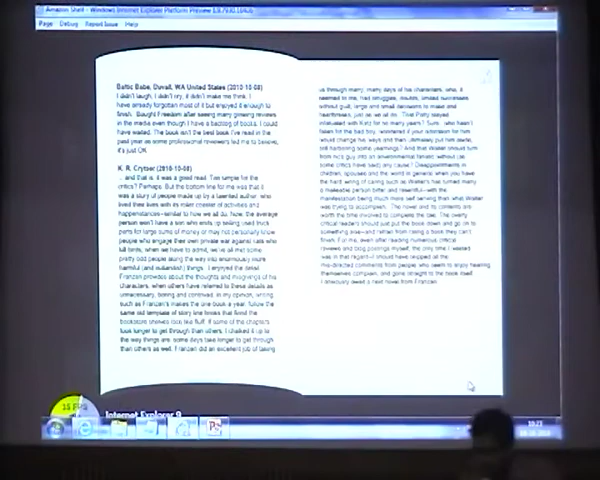 Amazon Shelf - Windows Internet Explorer Platform Preview 1.9.7930.16406
Page Debug Report Issue Help
Baltic Babe, Duvall, WA United States (2010-10-08)
I didn't laugh, I didn't cry, it didn't make me think. I
have already forgotten most of it but enjoyed it enough to
finish. Bought Freedom after seeing many glowing reviews
in the media even though I have a backlog of books. I could
have waited. The book isn't the best book I've read in the
past year as some professional reviewers led me to believe,
it's just OK.
K. R. Crytser (2010-10-08)
... and that is, it was a good read. Too simple for the
critics? Perhaps. But the bottom line for me was that it
was a story of people made up by a talented author, who
lived their lives with its roller coaster of activities and
happenstances--similar to how we all do. Now, the average
person won't have a son who ends up selling used truck
parts for large sums of money or may not personally know
people who engage their own private war against cats who
kill birds, when we have to admit, we've all met some
pretty odd people along the way into enormously more
harmful (and outlandish) things. I enjoyed the detail
Franzen provides about the thoughts and misgivings of his
characters, when others have referred to these details as
unnecessary, boring and contrived. In my opinion, writing
such as Franzen's makes the one book a year, follow the
same old template of story line books that flood the
bookstore shelves look like fluff. If some of the chapters
took longer to get through than others, I chalked it up to
the way things are, some days take longer to get through
than others as well. Franzen did an excellent job of taking
us through many, many days of his characters, who, it
seemed to me, had struggles, doubts, limited successes
without guilt, large and small decisions to make and
heartbreaks, just as we all do. That Patty stayed
infatuated with Katz for so many years? Sure, who hasn't
fallen for the bad boy, wondered if your adoration for him
would change his ways and then ultimately put him aside,
still harboring some yearnings? And that Walter should turn
from nice guy into an environmental fanatic without (as
some critics have said) any cause? Disappointments in
children, spouses and the world in general when you have
the hard wiring of caring such as Walter's has turned many
a malleable person bitter and resentful--with the
manifestation being much more self serving than what Walter
was trying to accomplish. The novel and its contents are
worth the time involved to complete the tale. The overly
critical readers should just put the book down and go on to
something else--and refrain from rating a book they can't
finish. For me, even after reading numerous critical
reviews and blog postings myself, the only time I wasted
was in that regard--I should have skipped all the
mis-directed comments from people who seem to enjoy hearing
themselves complain, and gone straight to the book itself.
I anxiously await a next novel from Franzen.
15 FPS
Internet Explorer 9
10:23